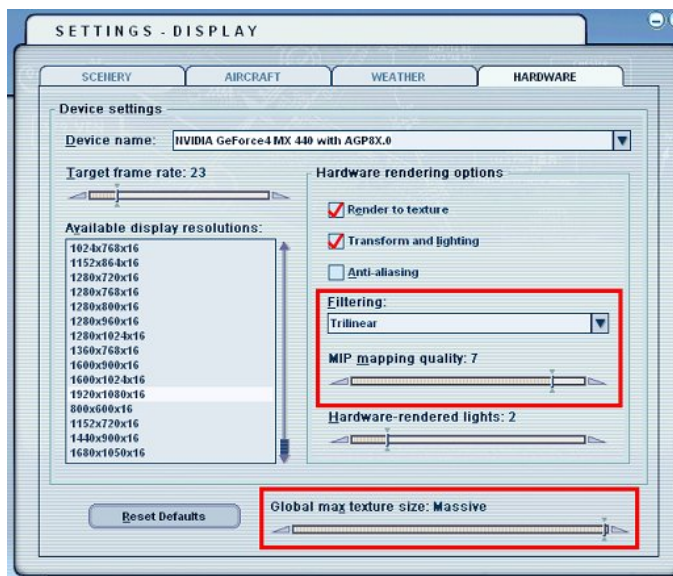 SETTINGS - DISPLAY
SCENERY
AIRCRAFT
WEATHER
HARDWARE
Device settings
Device name: NVIDIA GeForce4 MX 440 with AGP8X.0
Target frame rate: 23
Hardware rendering options
Render to texture
Available display resolutions:
Transform and lighting
1024x768x16
1152x864x16
1280x720x16
1280x768x16
1280x800x16
1280x960x16
1280x1024x16
1360x768x16
1600x900x16
1600x1024x16
1920x1080x16
800x600x16
1152x720x16
1440x900x16
1680x1050x16
Anti-aliasing
Filtering:
Trilinear
MIP mapping quality: 7
Hardware-rendered lights: 2
Reset Defaults
Global max texture size: Massive